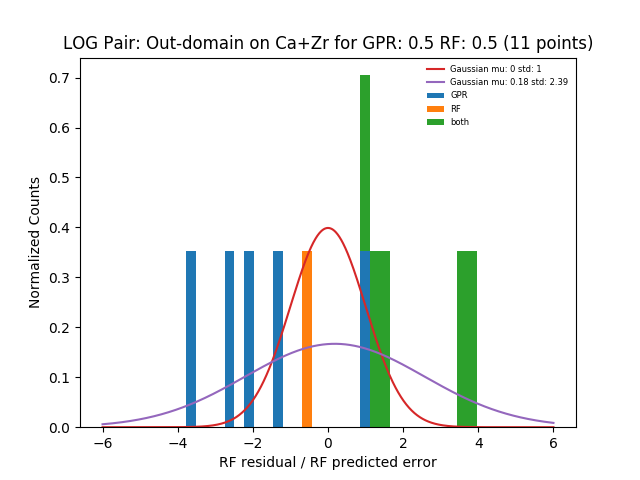 LOG Pair: Out-domain on Ca+Zr for GPR: 0.5 RF: 0.5 (11 points)
Gaussian mu: 0 std: 1
Gaussian mu: 0.18 std: 2.39
GPR
RF
both
Normalized Counts
0.7
0.6
0.5
0.4
0.3
0.2
0.1
0.0
−6
−4
−2
0
2
4
6
RF residual / RF predicted error